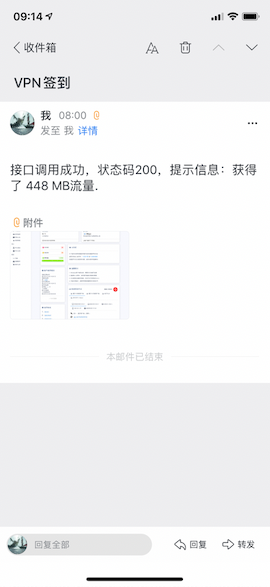 09:14
收件箱
VPN签到
我 08:00
发至 我 详情
接口调用成功，状态码200，提示信息：获得
了 448 MB流量.
附件
本邮件已结束
回复全部
回复
转发